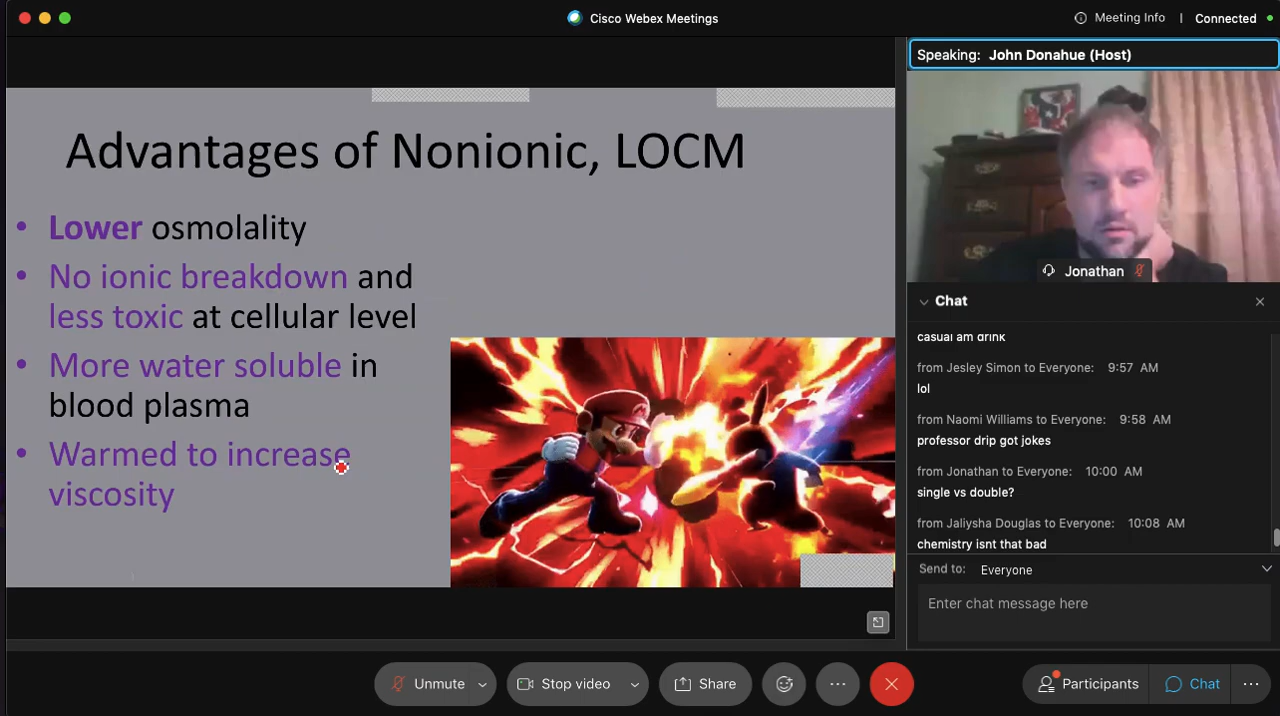 Cisco Webex Meetings
Meeting Info | Connected
Speaking: John Donahue (Host)
Advantages of Nonionic, LOCM
• Lower osmolality
• No ionic breakdown and
less toxic at cellular level
• More water soluble in
blood plasma
• Warmed to increase
viscosity
Jonathan
Chat
casual am drink
from Jesley Simon to Everyone: 9:57 AM
lol
from Naomi Williams to Everyone: 9:58 AM
professor drip got jokes
from Jonathan to Everyone: 10:00 AM
single vs double?
from Jaliysha Douglas to Everyone: 10:08 AM
chemistry isnt that bad
Send to: Everyone
Enter chat message here
Unmute
Stop video
Share
Participants
Chat